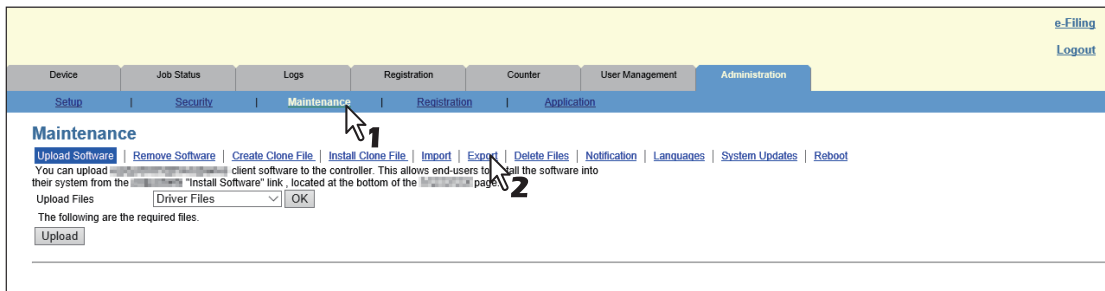 e-Filing
Logout
Device Job Status Logs Registration Counter User Management Administration
Setup | Security | Maintenance | Registration | Application
1
Maintenance
Upload Software | Remove Software | Create Clone File | Install Clone File | Import | Export | Delete Files | Notification | Languages | System Updates | Reboot
You can upload client software to the controller. This allows end-users to install the software into
their system from the "Install Software" link , located at the bottom of the page.
2
Upload Files Driver Files OK
The following are the required files.
Upload